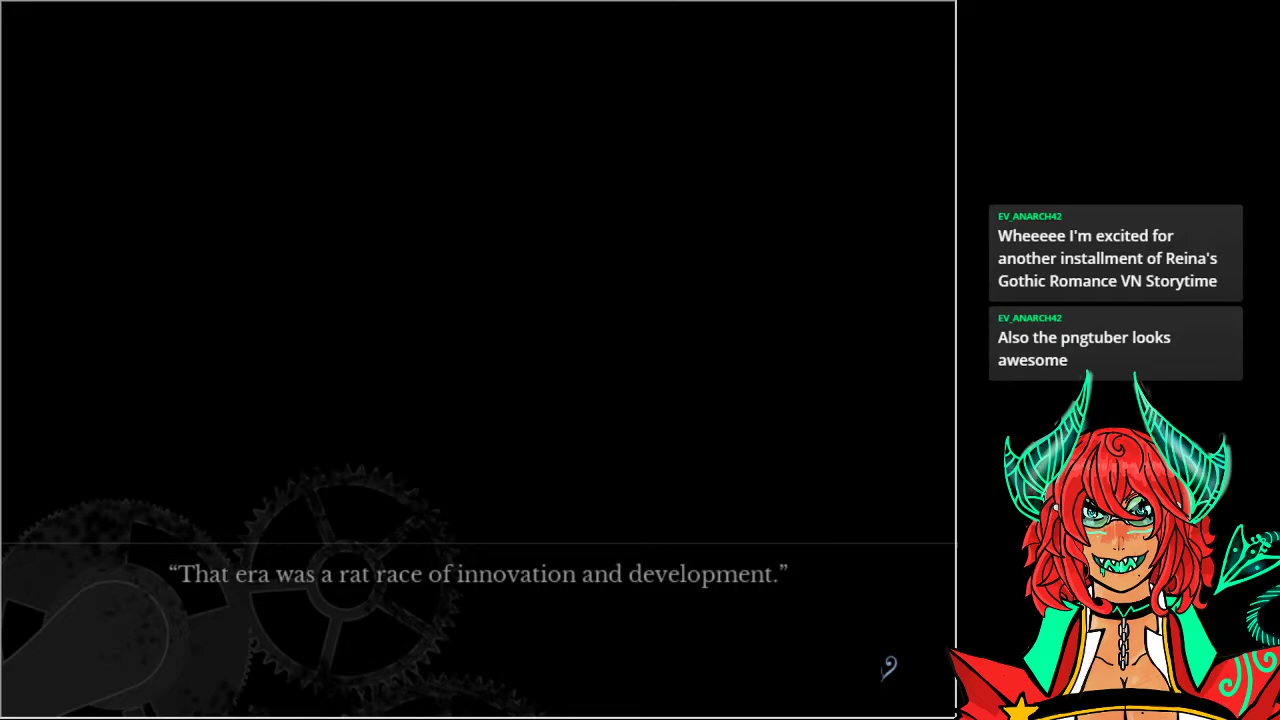 EV_ANARCH42
Wheeeee I'm excited for
another installment of Reina's
Gothic Romance VN Storytime
EV_ANARCH42
Also the pngtuber looks
awesome
“That era was a rat race of innovation and development.”